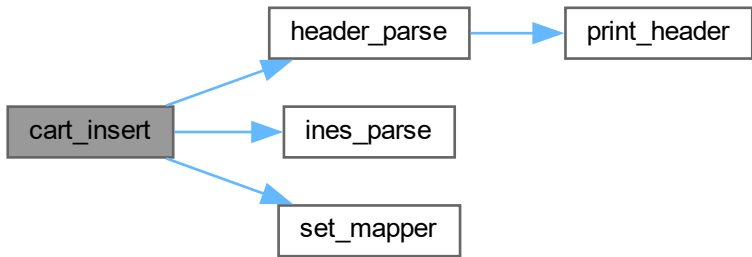 header_parse
print_header
cart_insert
ines_parse
set_mapper